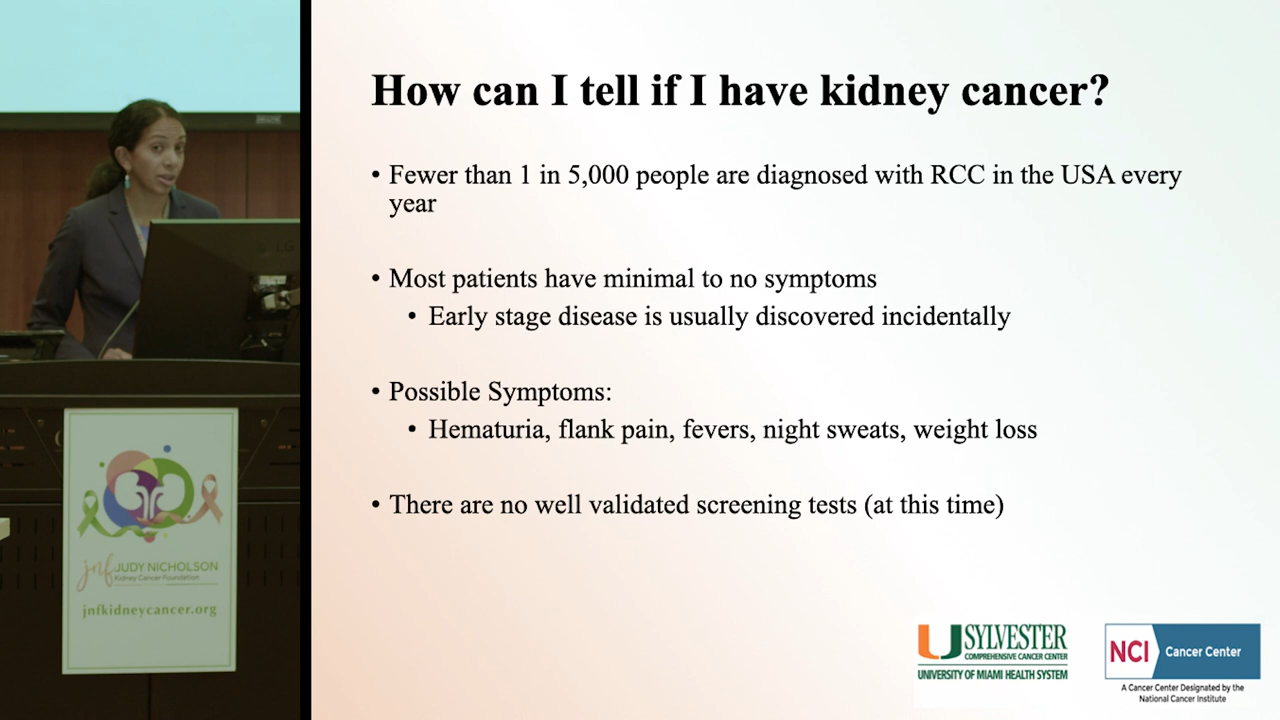 How can I tell if I have kidney cancer?
• Fewer than 1 in 5,000 people are diagnosed with RCC in the USA every
year
• Most patients have minimal to no symptoms
• Early stage disease is usually discovered incidentally
• Possible Symptoms:
• Hematuria, flank pain, fevers, night sweats, weight loss
• There are no well validated screening tests (at this time)
LG
jnf JUDY NICHOLSON
Kidney Cancer Foundation
jnfkidneycancer.org
U SYLVESTER
COMPREHENSIVE CANCER CENTER
UNIVERSITY OF MIAMI HEALTH SYSTEM
NCI Cancer Center
A Cancer Center Designated by the
National Cancer Institute